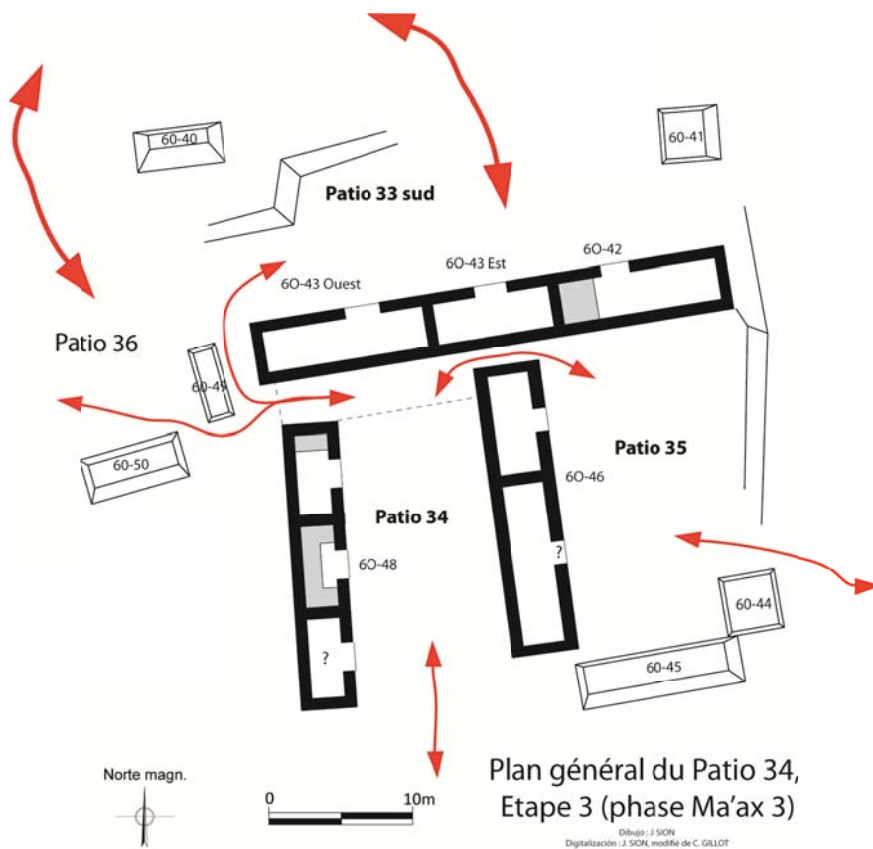 60-40
60-41
Patio 33 sud
6O-42
6O-43 Est
6O-43 Ouest
Patio 36
60-49
60-50
Patio 35
6O-46
Patio 34
?
6O-48
?
60-44
60-45
Norte magn.
0 10m
Plan général du Patio 34,
Etape 3 (phase Ma'ax 3)
Dibujo : J. SION
Digitalización : J. SION, modifié de C. GILLOT